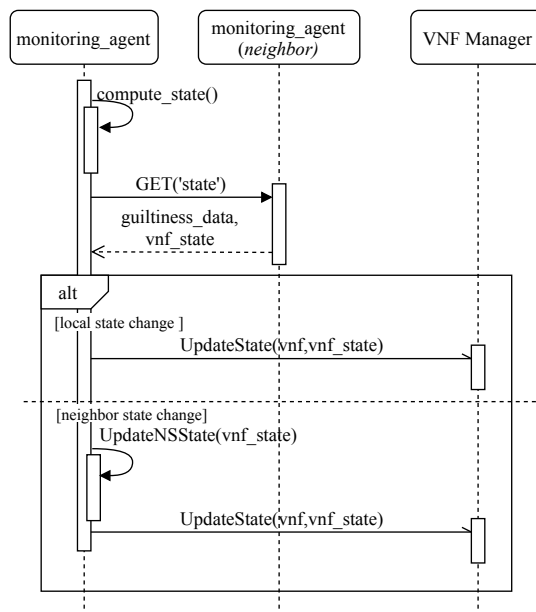 monitoring_agent
monitoring_agent
(neighbor)
VNF Manager
compute_state()
GET('state')
guiltiness_data,
vnf_state
alt
[local state change ]
UpdateState(vnf,vnf_state)
[neighbor state change]
UpdateNSState(vnf_state)
UpdateState(vnf,vnf_state)